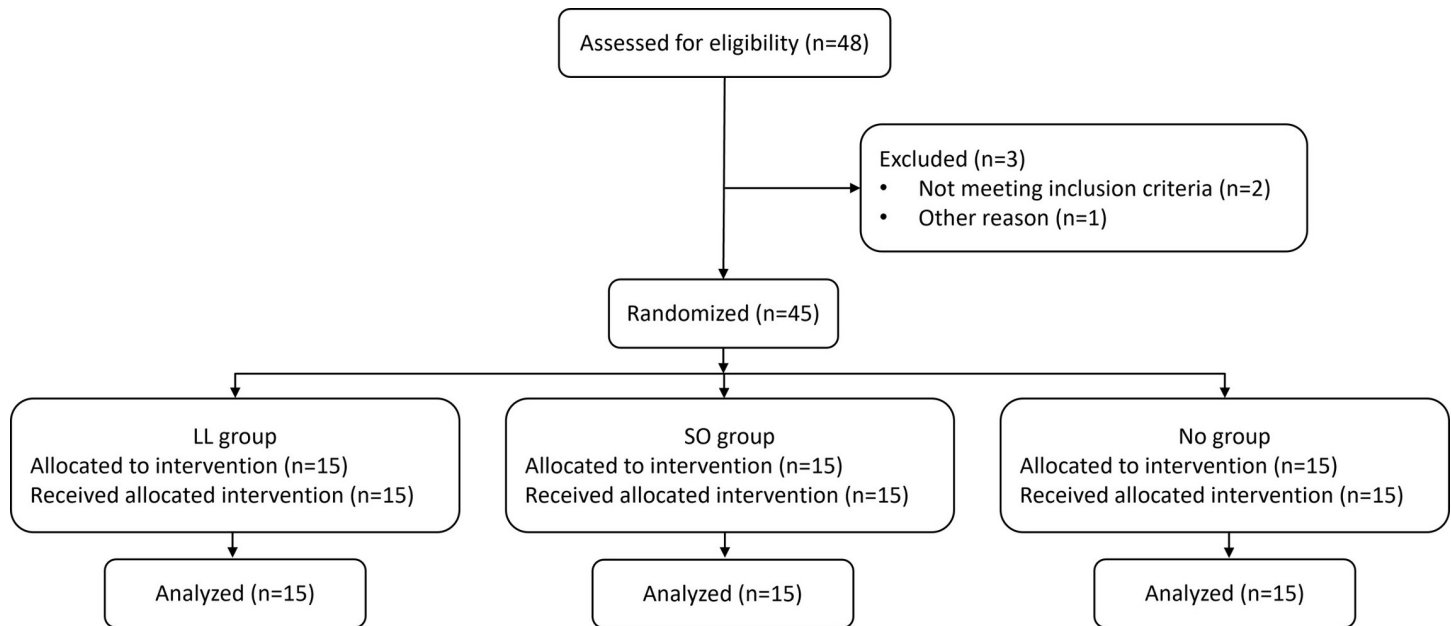 Assessed for eligibility (n=48)
Excluded (n=3)
• Not meeting inclusion criteria (n=2)
• Other reason (n=1)
Randomized (n=45)
LL group
Allocated to intervention (n=15)
Received allocated intervention (n=15)
SO group
Allocated to intervention (n=15)
Received allocated intervention (n=15)
No group
Allocated to intervention (n=15)
Received allocated intervention (n=15)
Analyzed (n=15)
Analyzed (n=15)
Analyzed (n=15)